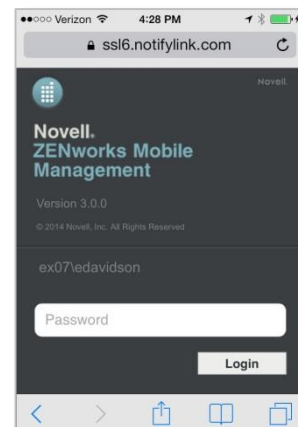 Verizon 4:28 PM
ssl6.notifylink.com
Novell
Novell.
ZENworks Mobile
Management
Version 3.0.0
© 2014 Novell, Inc. All Rights Reserved
ex07\edavidson
Password
Login